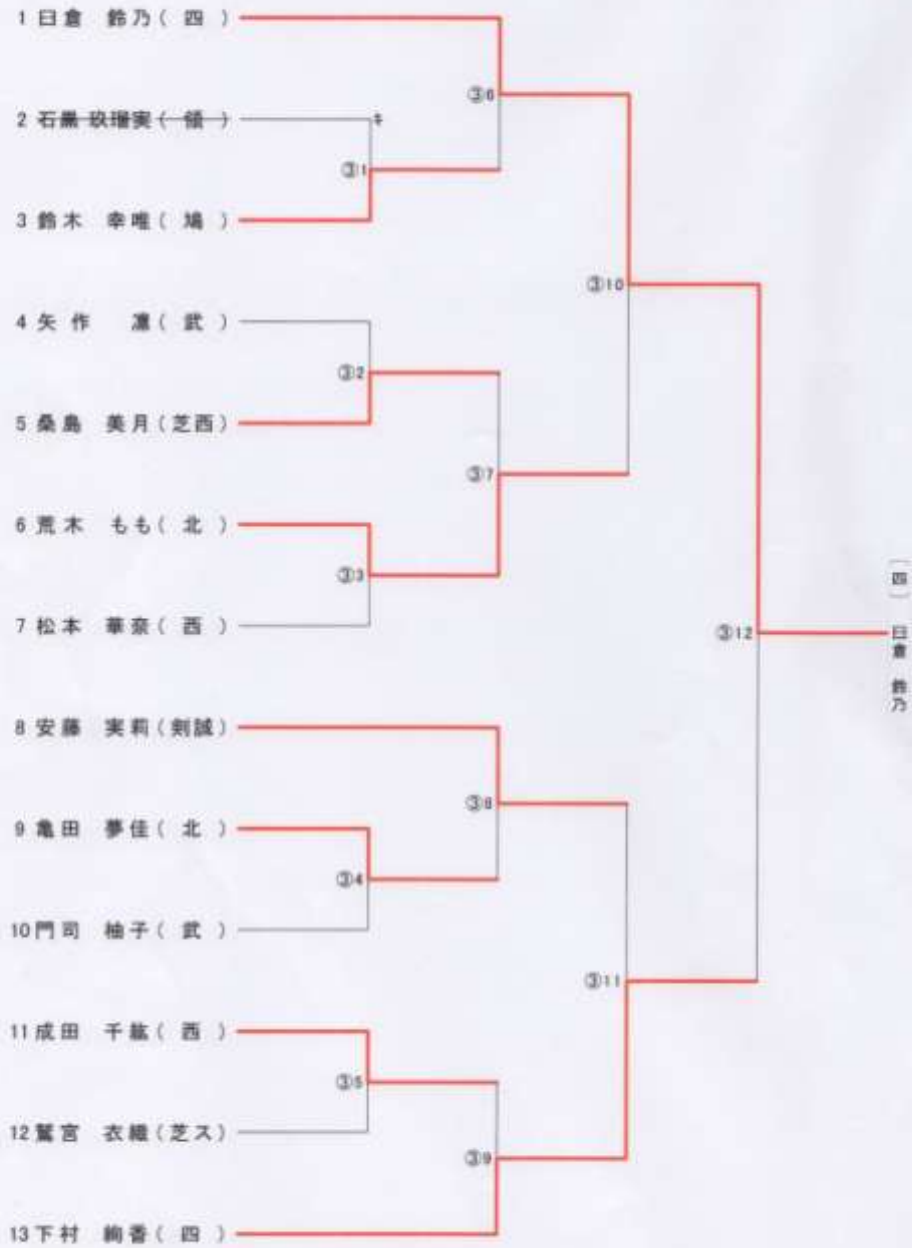 1 臼倉 鈴乃( 四 )
③6
2 石黒 玖瑠実( 領 )
キ
③1
3 鈴木 幸唯( 鳩 )
③10
4 矢作 凛( 武 )
③2
5 桑島 美月(芝西)
③7
6 荒木 もも( 北 )
③3
7 松本 華奈( 西 )
③12
(四) 臼倉 鈴乃
8 安藤 実莉(剣誠)
③8
9 亀田 夢佳( 北 )
③4
10 門司 柚子( 武 )
③11
11 成田 千紘( 西 )
③5
12 鷲宮 衣織(芝ス)
③9
13 下村 絢香( 四 )